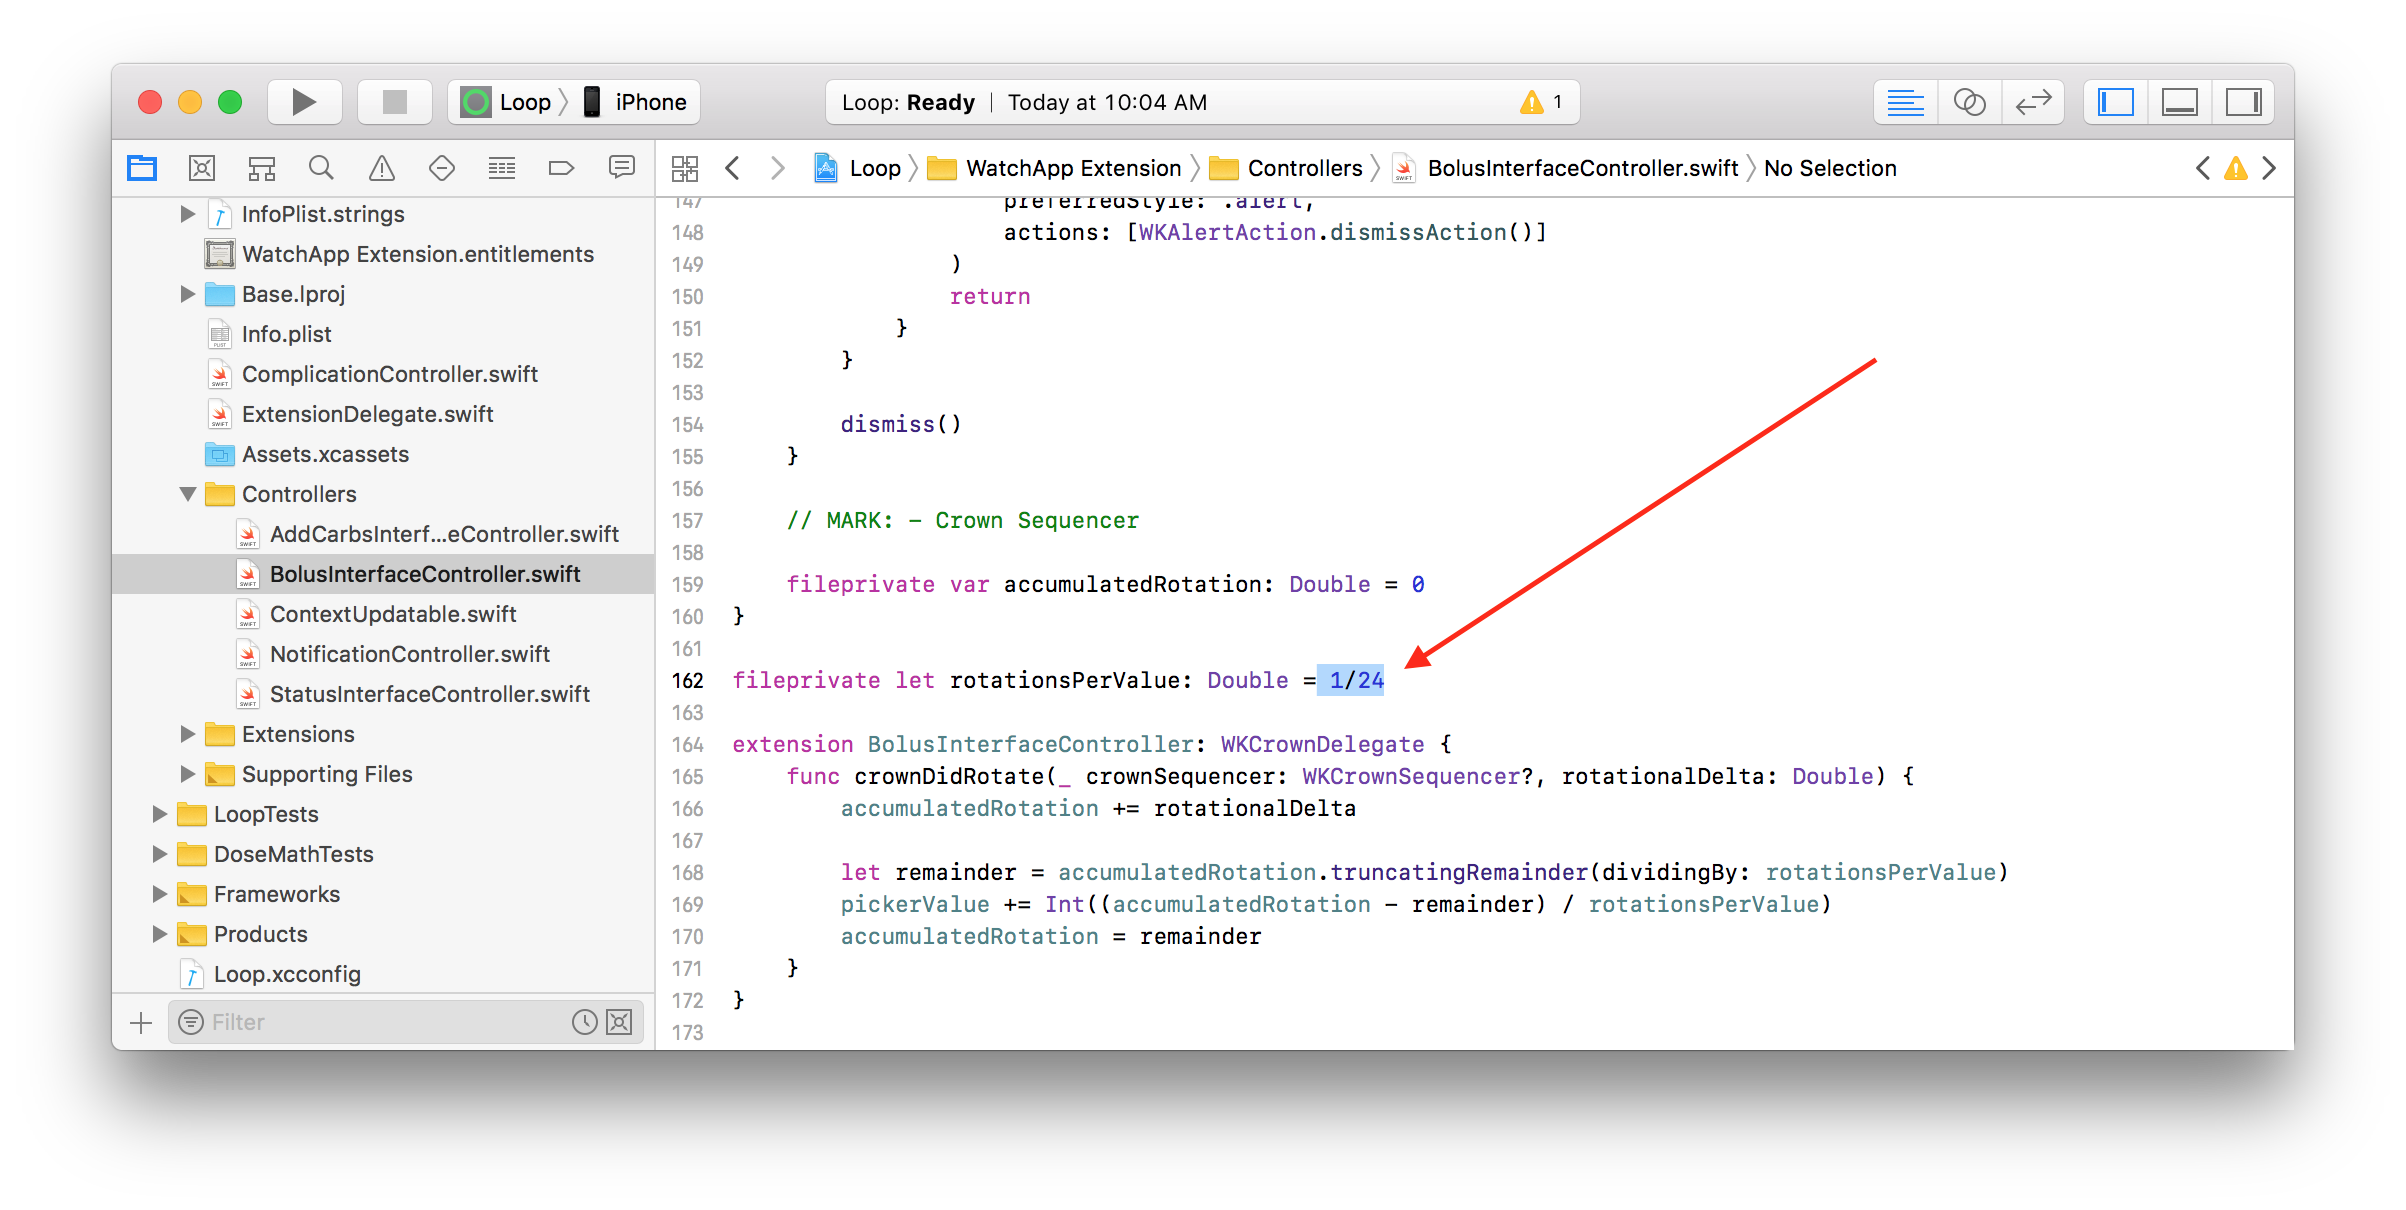 Loop 〉 iPhone
Loop: Ready | Today at 10:04 AM
1
Loop 〉 WatchApp Extension 〉 Controllers 〉 BolusInterfaceController.swift 〉 No Selection
InfoPlist.strings
WatchApp Extension.entitlements
Base.lproj
Info.plist
ComplicationController.swift
ExtensionDelegate.swift
Assets.xcassets
Controllers
AddCarbsInterf...eController.swift
BolusInterfaceController.swift
ContextUpdatable.swift
NotificationController.swift
StatusInterfaceController.swift
Extensions
Supporting Files
LoopTests
DoseMathTests
Frameworks
Products
Loop.xcconfig
Filter
147 preferredStyle: .alert,
148 actions: [WKAlertAction.dismissAction()]
149 )
150 return
151 }
152 }
153
154 dismiss()
155 }
156
157 // MARK: - Crown Sequencer
158
159 fileprivate var accumulatedRotation: Double = 0
160 }
161
162 fileprivate let rotationsPerValue: Double = 1/24
163
164 extension BolusInterfaceController: WKCrownDelegate {
165 func crownDidRotate(_ crownSequencer: WKCrownSequencer?, rotationalDelta: Double) {
166 accumulatedRotation += rotationalDelta
167
168 let remainder = accumulatedRotation.truncatingRemainder(dividingBy: rotationsPerValue)
169 pickerValue += Int((accumulatedRotation - remainder) / rotationsPerValue)
170 accumulatedRotation = remainder
171 }
172 }
173